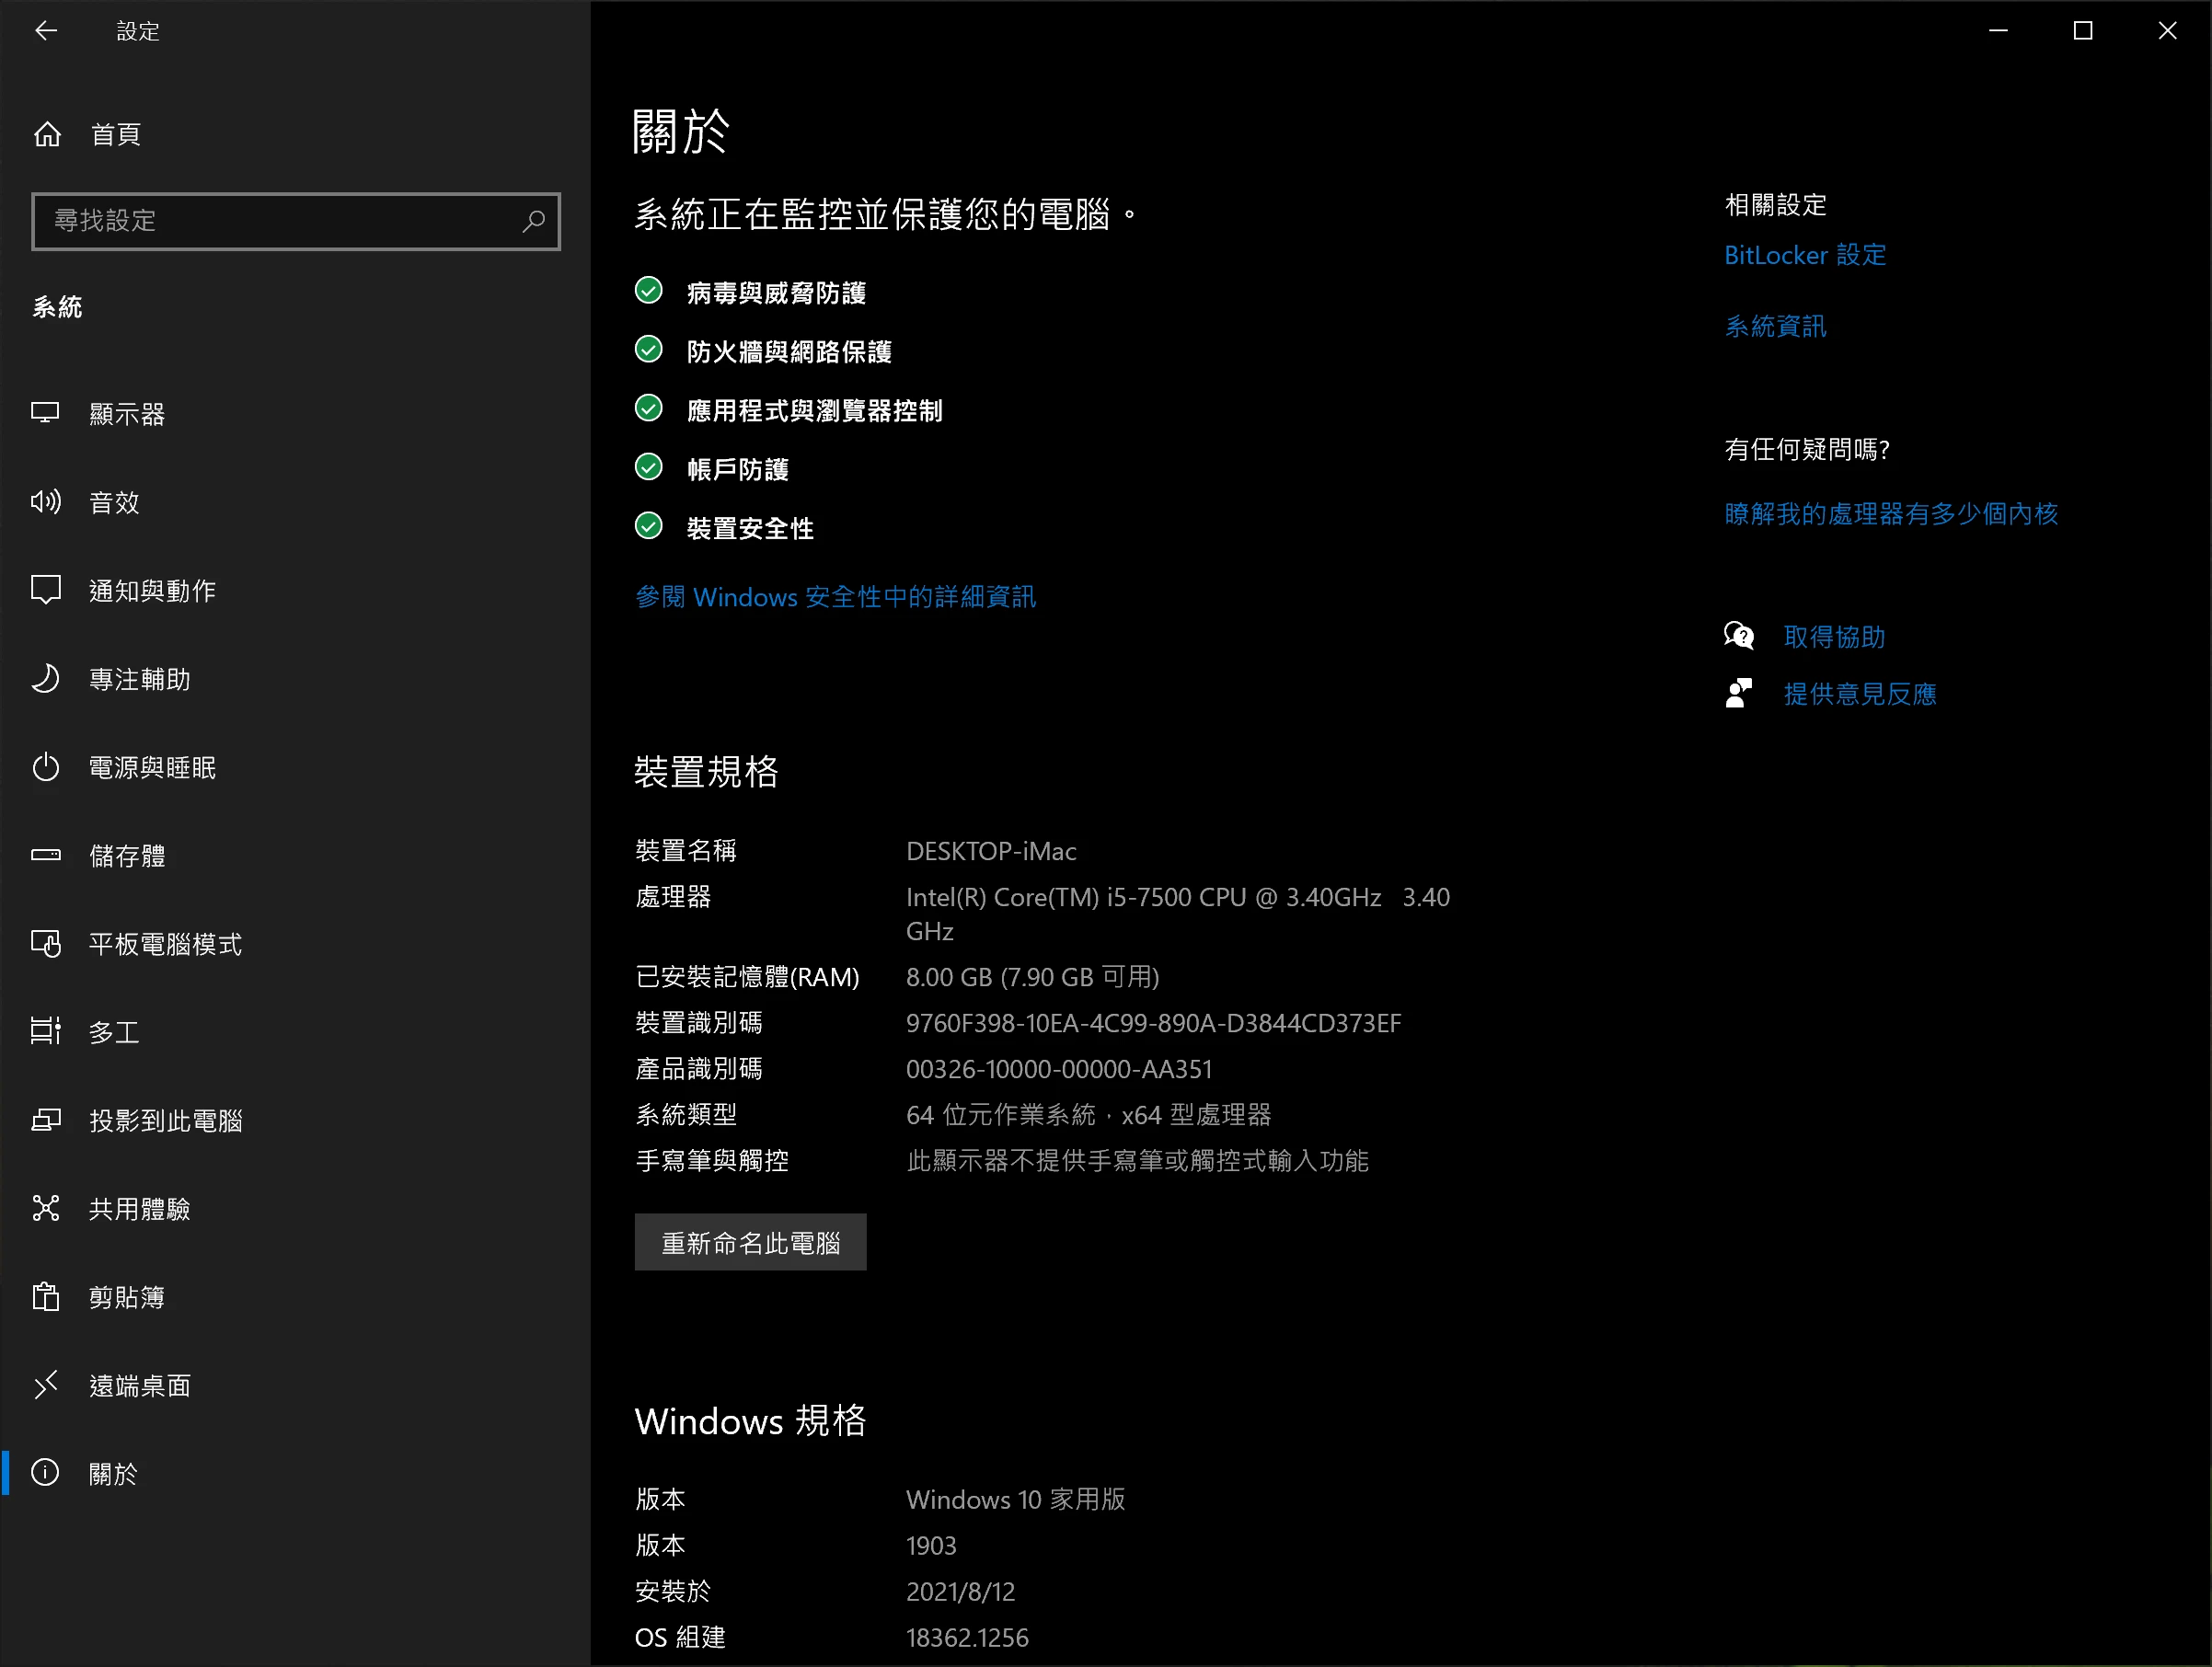 設定
首頁
尋找設定
系統
顯示器
音效
通知與動作
專注輔助
電源與睡眠
儲存體
平板電腦模式
多工
投影到此電腦
共用體驗
剪貼簿
遠端桌面
關於
關於
系統正在監控並保護您的電腦。
病毒與威脅防護
防火牆與網路保護
應用程式與瀏覽器控制
帳戶防護
裝置安全性
參閱 Windows 安全性中的詳細資訊
裝置規格
裝置名稱 DESKTOP-iMac
處理器 Intel(R) Core(TM) i5-7500 CPU @ 3.40GHz 3.40
GHz
已安裝記憶體(RAM) 8.00 GB (7.90 GB 可用)
裝置識別碼 9760F398-10EA-4C99-890A-D3844CD373EF
產品識別碼 00326-10000-00000-AA351
系統類型 64 位元作業系統，x64 型處理器
手寫筆與觸控 此顯示器不提供手寫筆或觸控式輸入功能
重新命名此電腦
Windows 規格
版本 Windows 10 家用版
版本 1903
安裝於 2021/8/12
OS 組建 18362.1256
相關設定
BitLocker 設定
系統資訊
有任何疑問嗎?
瞭解我的處理器有多少個內核
取得協助
提供意見反應